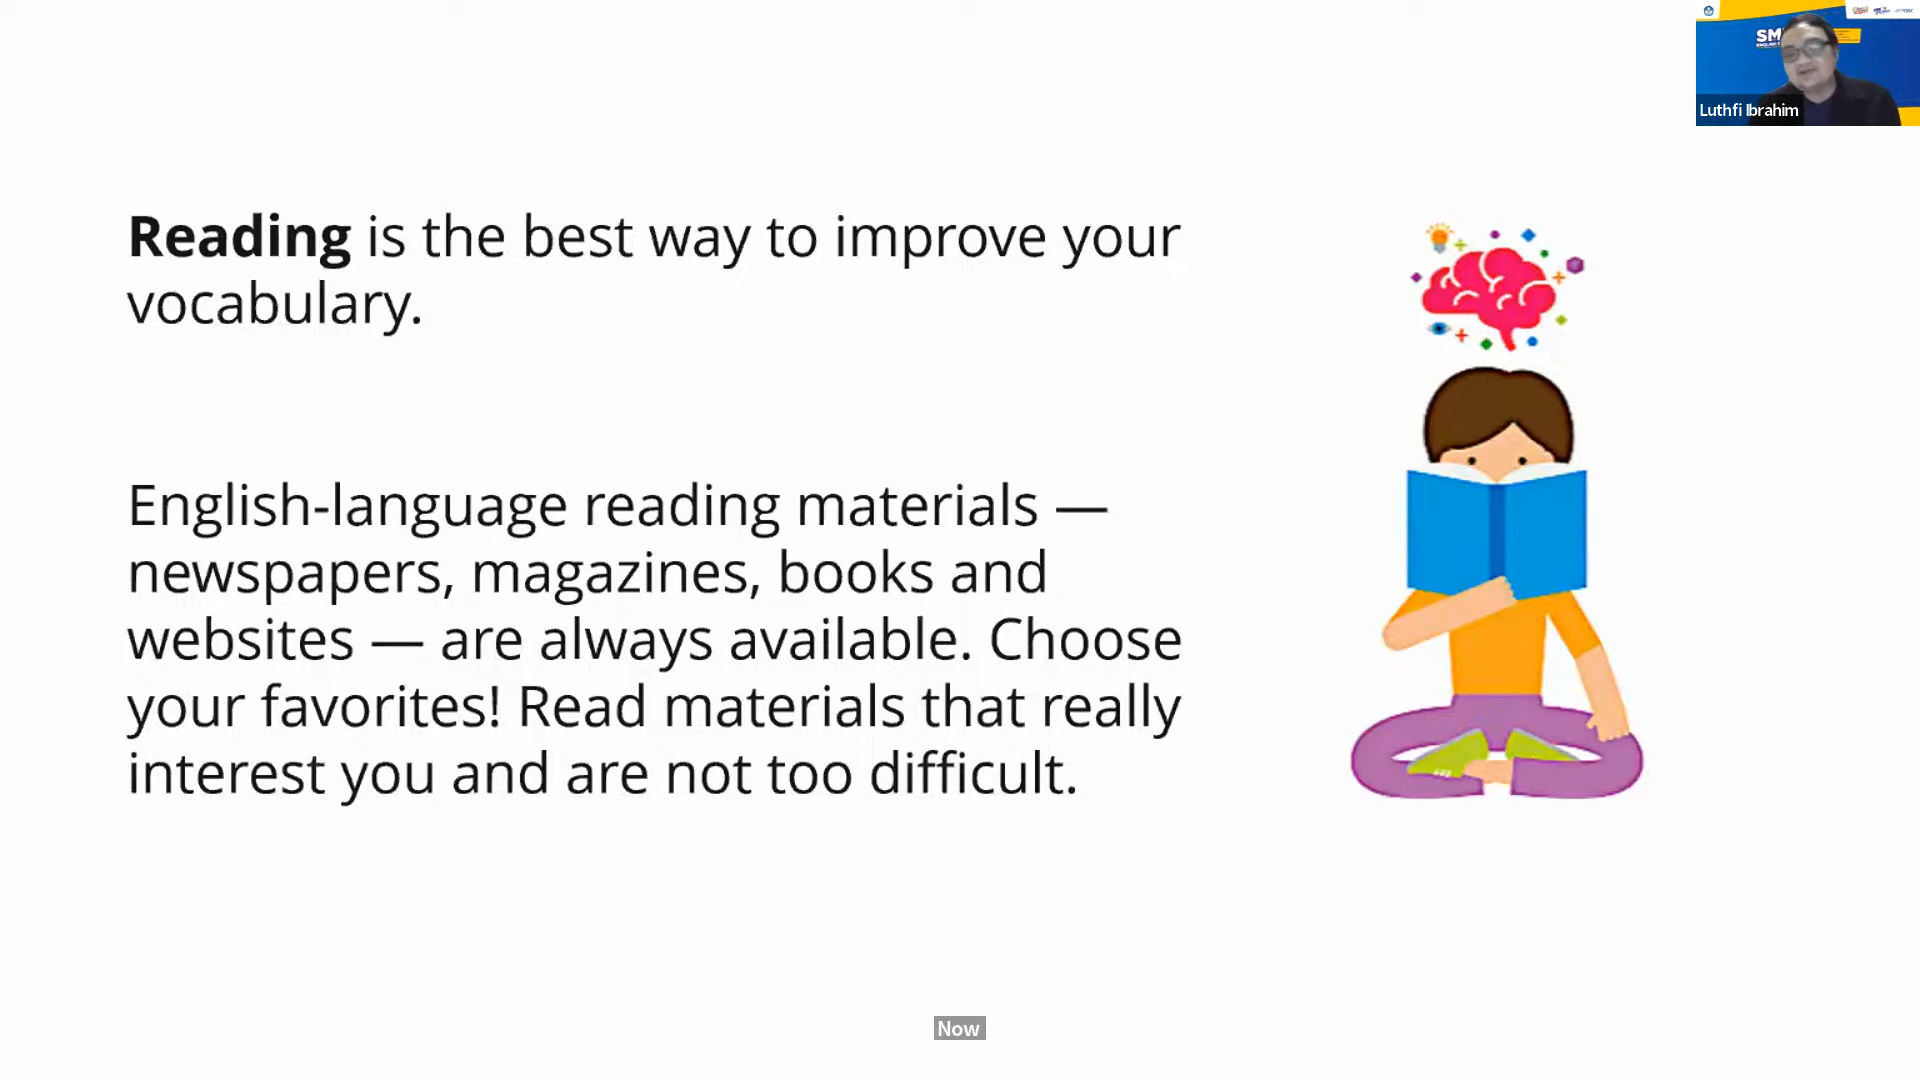 Luthfi Ibrahim
Reading is the best way to improve your
vocabulary.
English-language reading materials —
newspapers, magazines, books and
websites — are always available. Choose
your favorites! Read materials that really
interest you and are not too difficult.
Now